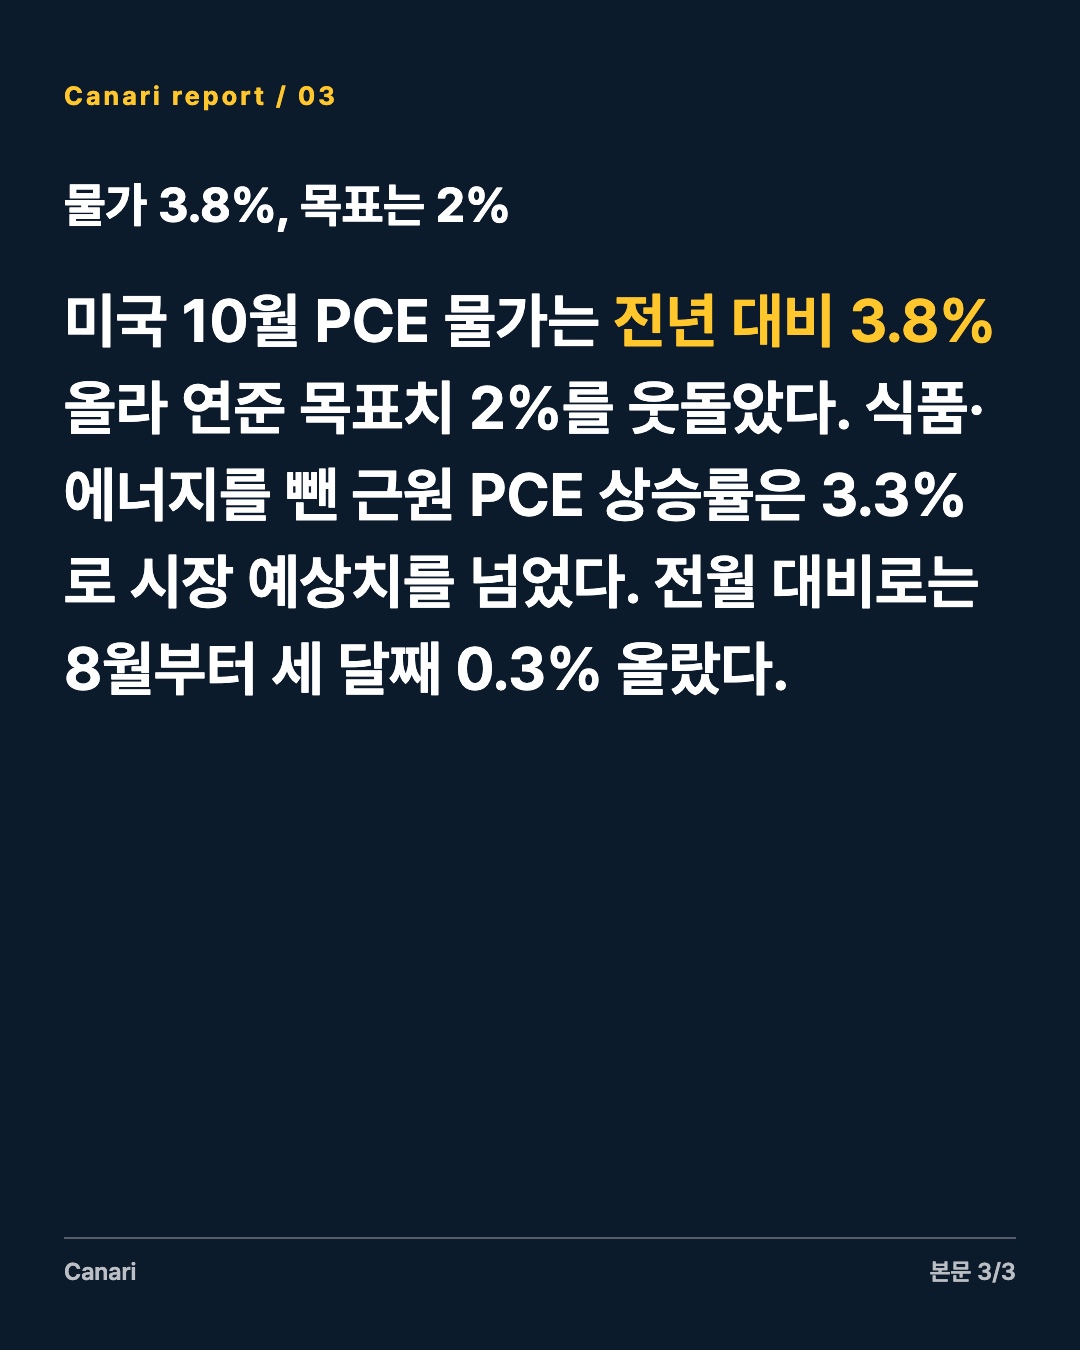 Canari report / 03
물가 3.8%, 목표는 2%
미국 10월 PCE 물가는 전년 대비 3.8%
올라 연준 목표치 2%를 웃돌았다. 식품·
에너지를 뺀 근원 PCE 상승률은 3.3%
로 시장 예상치를 넘었다. 전월 대비로는
8월부터 세 달째 0.3% 올랐다.
Canari
본문 3/3